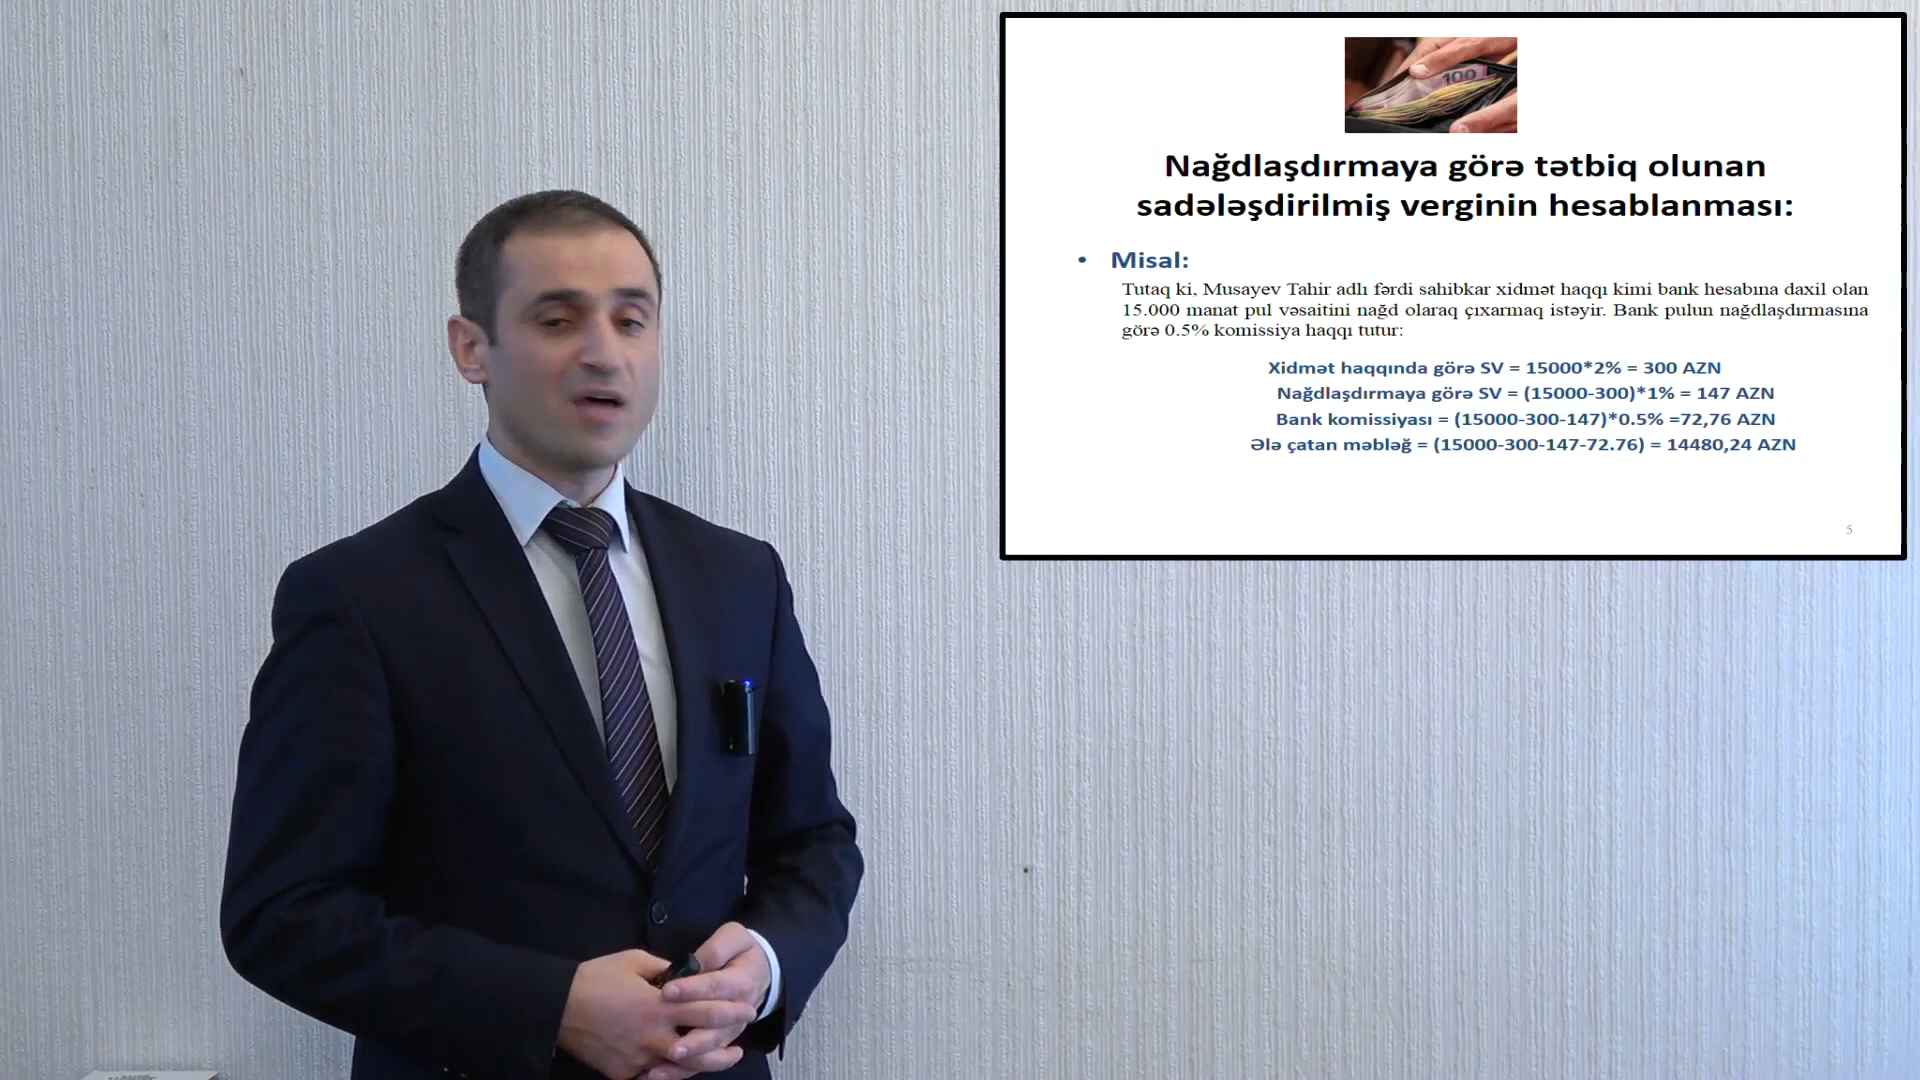 100
Nağdlaşdırmaya görə tətbiq olunan
sadələşdirilmiş verginin hesablanması:
• Misal:
Tutaq ki, Musayev Tahir adlı fərdi sahibkar xidmət haqqı kimi bank hesabına daxil olan
15.000 manat pul vəsaitini nağd olaraq çıxarmaq istəyir. Bank pulun nağdlaşdırmasına
görə 0.5% komissiya haqqı tutur:
Xidmət haqqında görə SV = 15000*2% = 300 AZN
Nağdlaşdırmaya görə SV = (15000-300)*1% = 147 AZN
Bank komissiyası = (15000-300-147)*0.5% =72,76 AZN
Ələ çatan məbləğ = (15000-300-147-72.76) = 14480,24 AZN
5